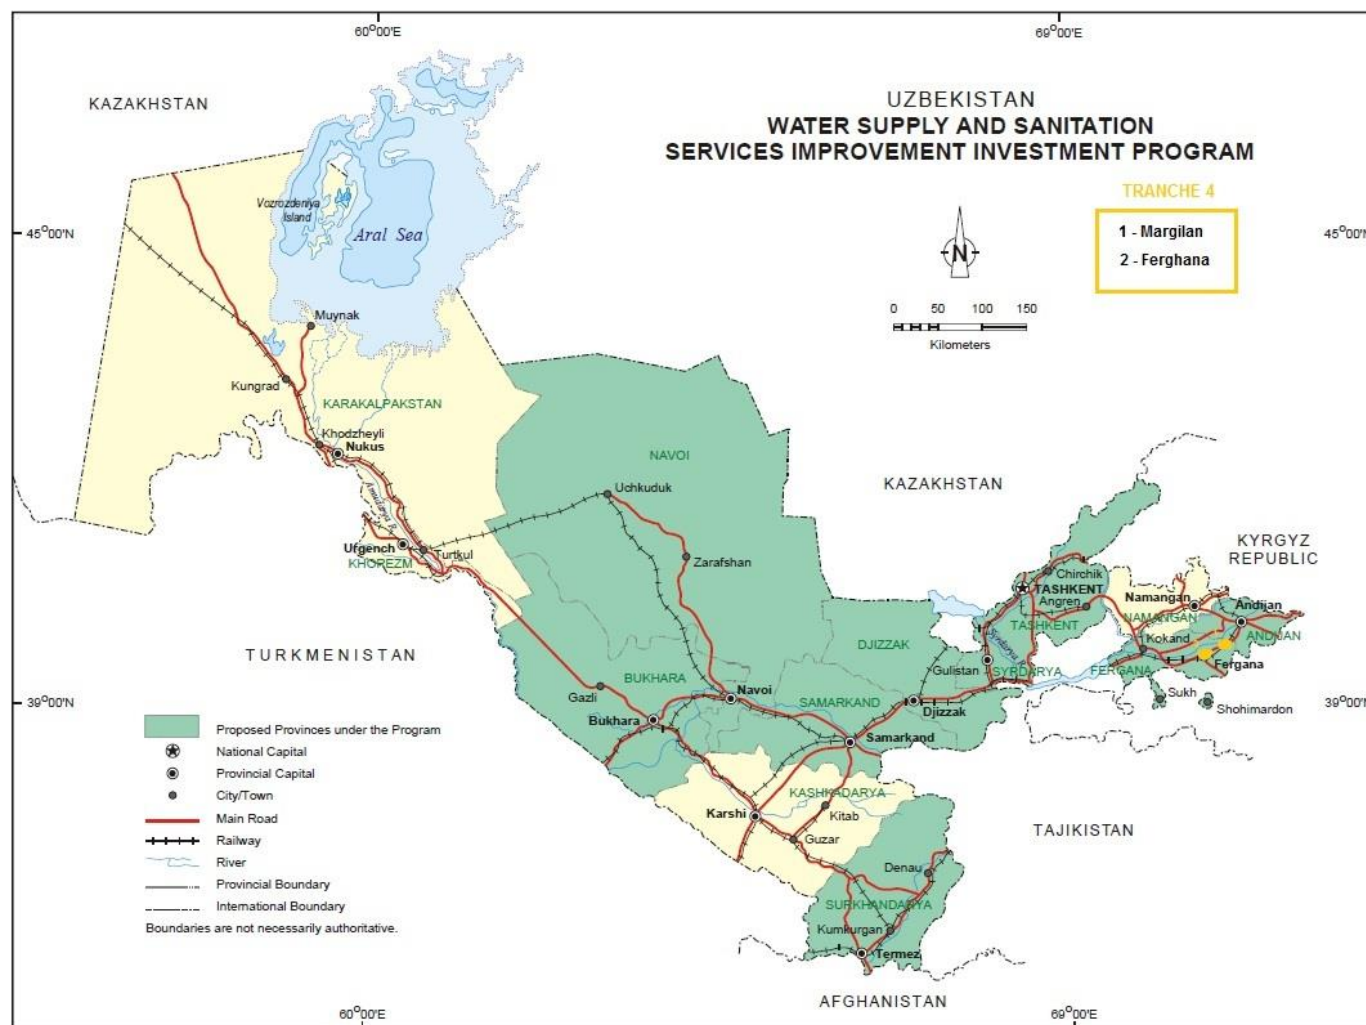 60°00'E
69°00'E
KAZAKHSTAN
UZBEKISTAN
WATER SUPPLY AND SANITATION
SERVICES IMPROVEMENT INVESTMENT PROGRAM
TRANCHE 4
1 - Margilan
2 - Ferghana
Vozrozdeniya
Island
Aral Sea
45°00'N
45°00'N
N
0 50 100 150
Kilometers
Muynak
Kungrad
KARAKALPAKSTAN
Khodzheyli
Nukus
Amudarya R.
NAVOI
KAZAKHSTAN
Uchkuduk
Urgench
Turtkul
KHOREZM
Zarafshan
KYRGYZ
REPUBLIC
Chirchik
TASHKENT
Angren
Namangan
Andijan
TASHKENT
NAMANGAN
Kokand
ANDIJAN
Syrdarya R.
TURKMENISTAN
DJIZZAK
Gulistan
SYRDARYA
FERGANA
Fergana
BUKHARA
Gazli
Navoi
SAMARKAND
Djizzak
Sukh
Shohimardon
39°00'N
39°00'N
Bukhara
Samarkand
Proposed Provinces under the Program
National Capital
Provincial Capital
City/Town
Main Road
Railway
River
Provincial Boundary
International Boundary
Boundaries are not necessarily authoritative.
KASHKADARYA
Karshi
Kitab
Guzar
TAJIKISTAN
Denau
SURKHANDARYA
Kumkurgan
Termez
AFGHANISTAN
60°00'E
69°00'E